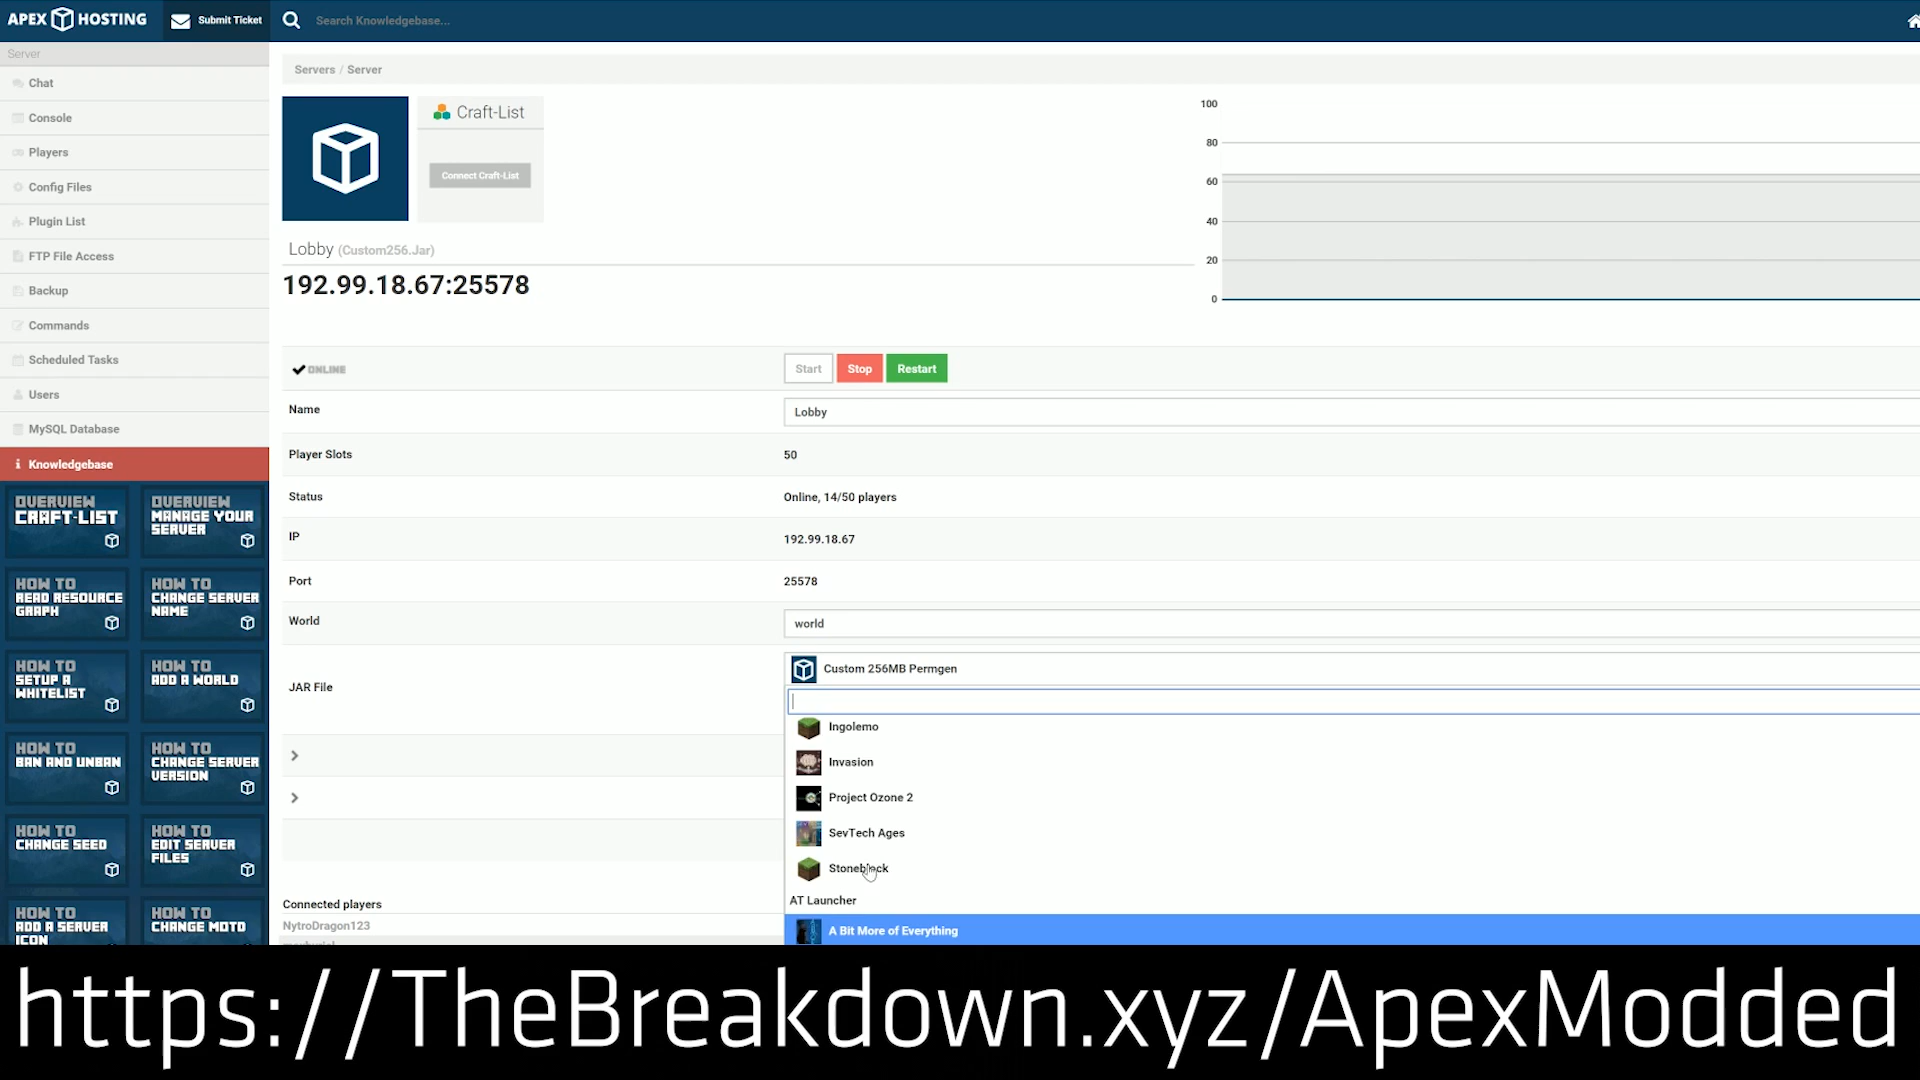 APEX HOSTING
Submit Ticket
Search Knowledgebase...
Server
Chat
Console
Players
Config Files
Plugin List
FTP File Access
Backup
Commands
Scheduled Tasks
Users
MySQL Database
Knowledgebase
OVERVIEW
CRAFT-LIST
OVERVIEW
MANAGE YOUR
SERVER
HOW TO
READ RESOURCE
GRAPH
HOW TO
CHANGE SERVER
NAME
HOW TO
SETUP A
WHITELIST
HOW TO
ADD A WORLD
HOW TO
BAN AND UNBAN
HOW TO
CHANGE SERVER
VERSION
HOW TO
CHANGE SEED
HOW TO
EDIT SERVER
FILES
HOW TO
ADD A SERVER
ICON
HOW TO
CHANGE MOTD
Servers / Server
Craft-List
Connect Craft-List
Lobby (Custom256.Jar)
192.99.18.67:25578
100
80
60
40
20
0
ONLINE
Start Stop Restart
Name Lobby
Player Slots 50
Status Online, 14/50 players
IP 192.99.18.67
Port 25578
World world
JAR File Custom 256MB Permgen
Ingolemo
Invasion
Project Ozone 2
SevTech Ages
Stoneblock
AT Launcher
A Bit More of Everything
Connected players
NytroDragon123
https://TheBreakdown.xyz/ApexModded